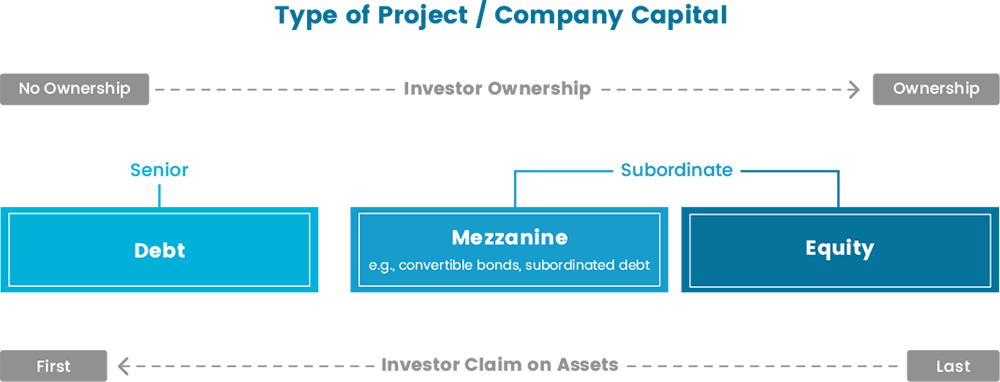 Type of Project / Company Capital
No Ownership
Investor Ownership
Ownership
Senior
Subordinate
Debt
Mezzanine
e.g., convertible bonds, subordinated debt
Equity
First
Investor Claim on Assets
Last